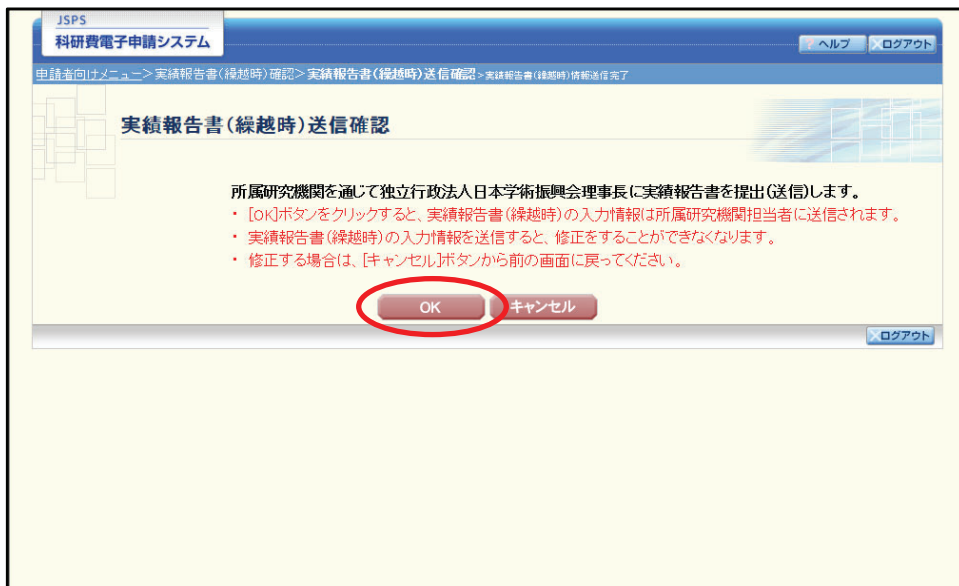 JSPS
科研費電子申請システム
? ヘルプ
ログアウト
申請者向けメニュー>実績報告書(繰越時)確認>実績報告書(繰越時)送信確認>実績報告書(繰越時)情報送信完了
実績報告書(繰越時)送信確認
所属研究機関を通じて独立行政法人日本学術振興会理事長に実績報告書を提出(送信)します。
・ [OK]ボタンをクリックすると、実績報告書(繰越時)の入力情報は所属研究機関担当者に送信されます。
・ 実績報告書(繰越時)の入力情報を送信すると、修正をすることができなくなります。
・ 修正する場合は、[キャンセル]ボタンから前の画面に戻ってください。
OK
キャンセル
ログアウト